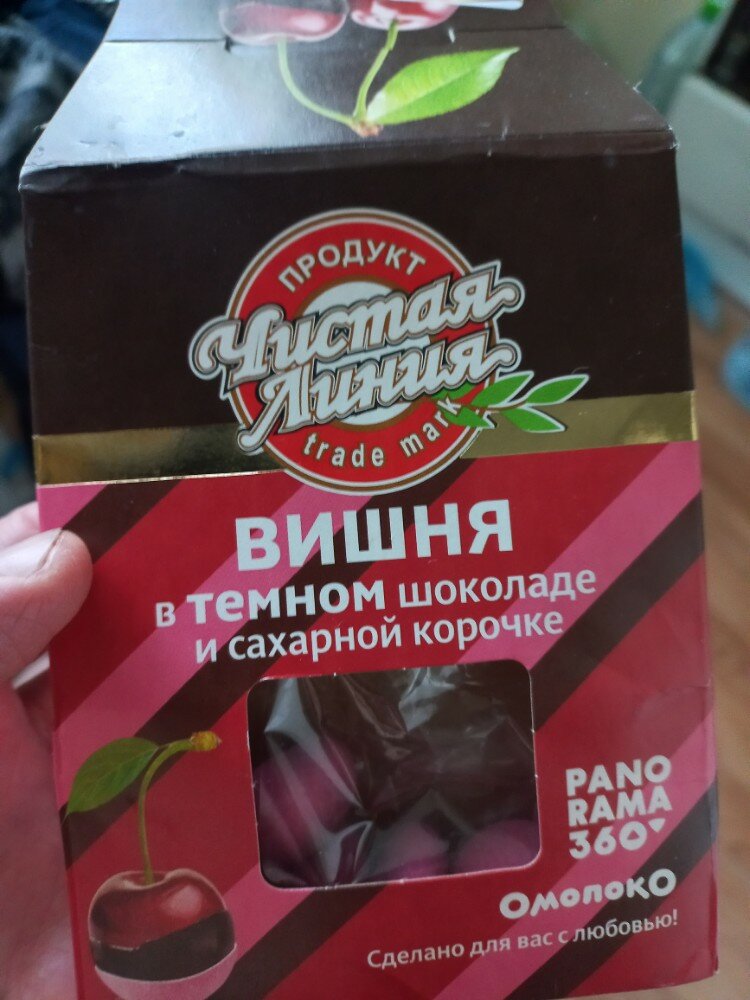 ПРОДУКТ
Чистая
Линия
trade mark
ВИШНЯ
в темном шоколаде
и сахарной корочке
PANO
RAMA
360
ОМОЛОКО
Сделано для вас с любовью!